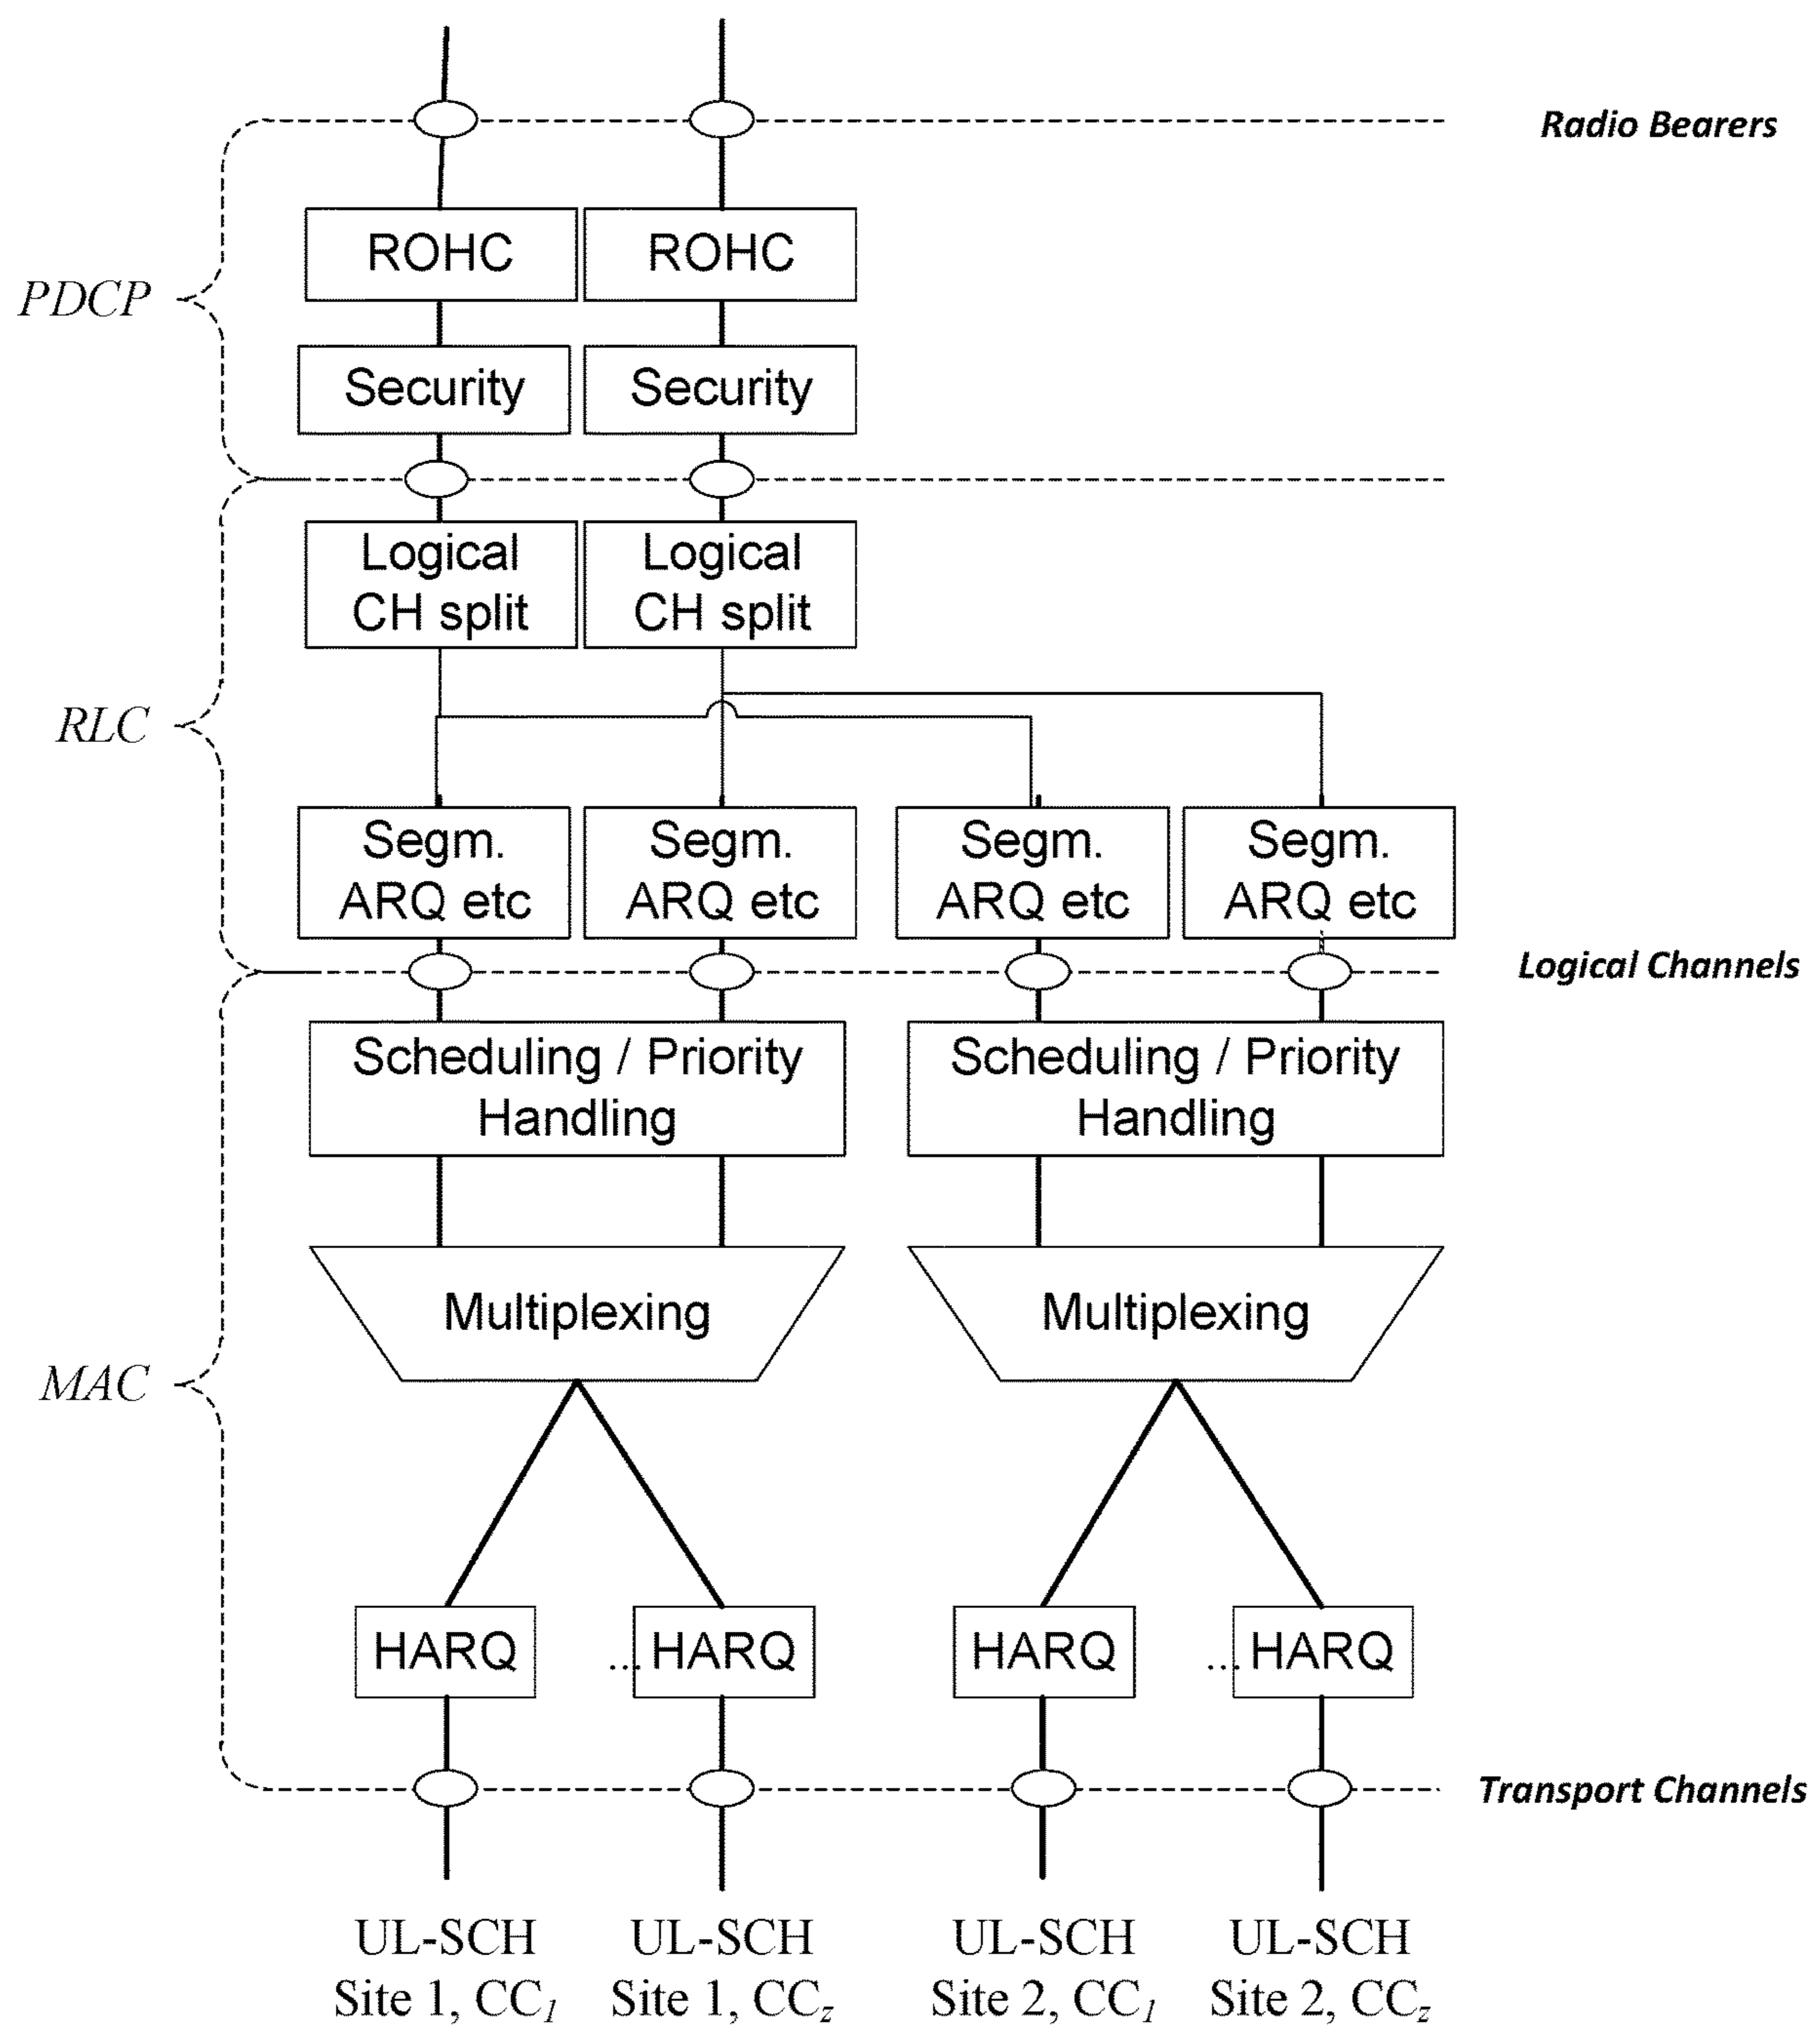 Radio Bearers
ROHC ROHC
PDCP
Security Security
Logical Logical
CH split CH split
RLC
Segm. Segm. Segm. Segm.
ARQ etc ARQ etc ARQ etc ARQ etc
Logical Channels
Scheduling / Priority Scheduling / Priority
Handling Handling
Multiplexing Multiplexing
MAC
HARQ ...HARQ HARQ ...HARQ
Transport Channels
UL-SCH UL-SCH UL-SCH UL-SCH
Site 1, CC1 Site 1, CCz Site 2, CC1 Site 2, CCz